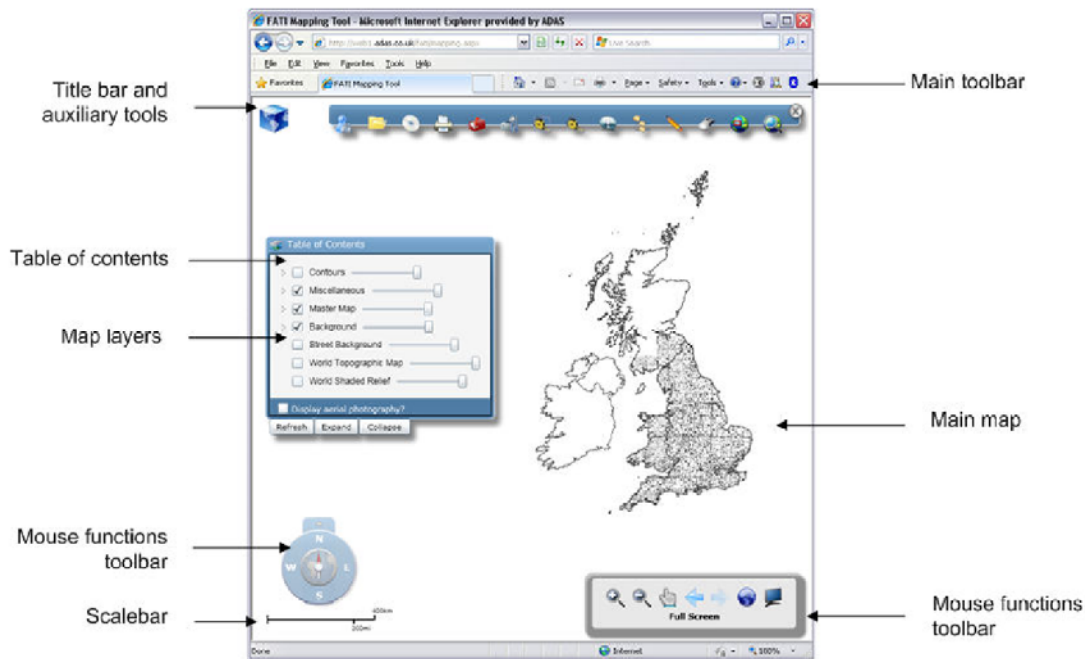 FATI Mapping Tool - Microsoft Internet Explorer provided by ADAS
Live Search
File Edit View Favorites Tools Help
Favorites FATI Mapping Tool Page Safety Tools
Title bar and
auxiliary tools
Main toolbar
Table of contents
Table of Contents
Contours
Miscellaneous
Master Map
Background
Map layers
Street Background
World Topographic Map
World Shaded Relief
Display aerial photography?
Refresh Expand Collapse
Main map
Mouse functions
toolbar
N
W L
S
Scalebar
600km
300mi
Full Screen
Mouse functions
toolbar
Done Internet 100%